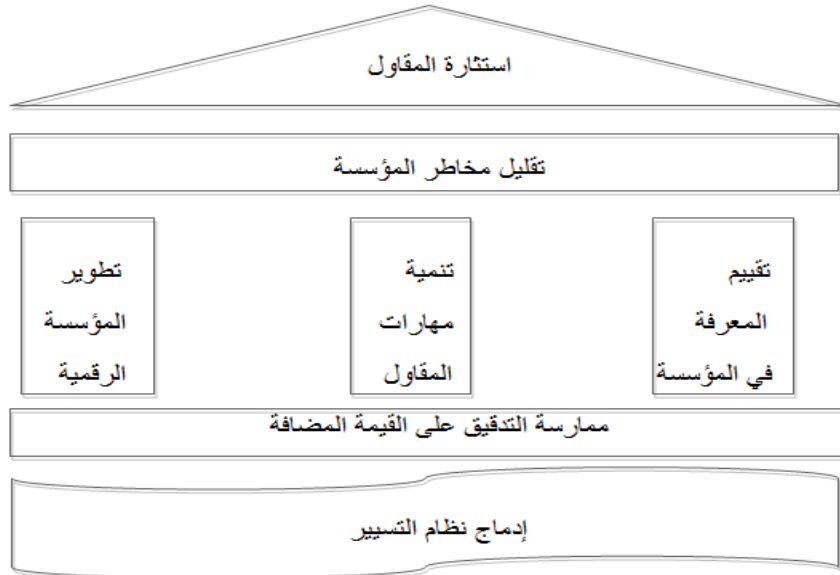 استثارة المقاول
تقليل مخاطر المؤسسة
تقييم
المعرفة
في المؤسسة
تنمية
مهارات
المقاول
تطوير
المؤسسة
الرقمية
ممارسة التدقيق على القيمة المضافة
إدماج نظام التسيير